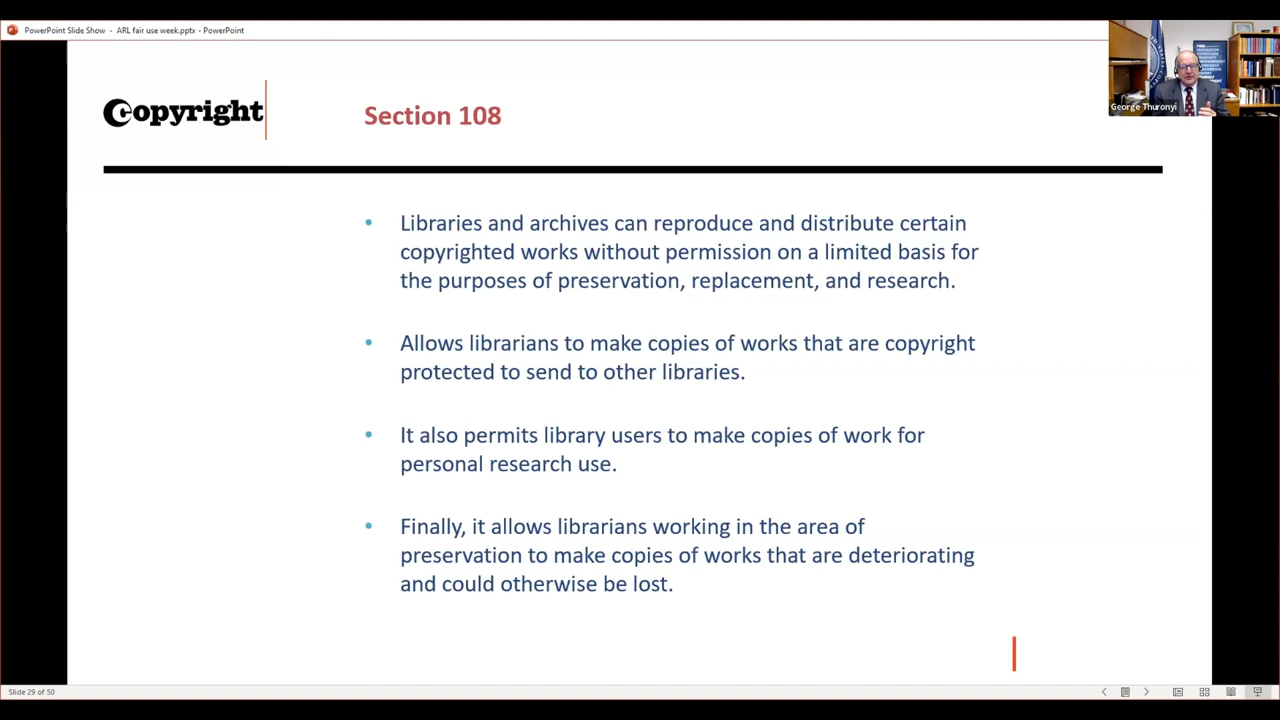 PowerPoint Slide Show - ARL fair use week.pptx - PowerPoint
George Thuronyi
Copyright
Section 108
• Libraries and archives can reproduce and distribute certain
copyrighted works without permission on a limited basis for
the purposes of preservation, replacement, and research.
• Allows librarians to make copies of works that are copyright
protected to send to other libraries.
• It also permits library users to make copies of work for
personal research use.
• Finally, it allows librarians working in the area of
preservation to make copies of works that are deteriorating
and could otherwise be lost.
Slide 29 of 50